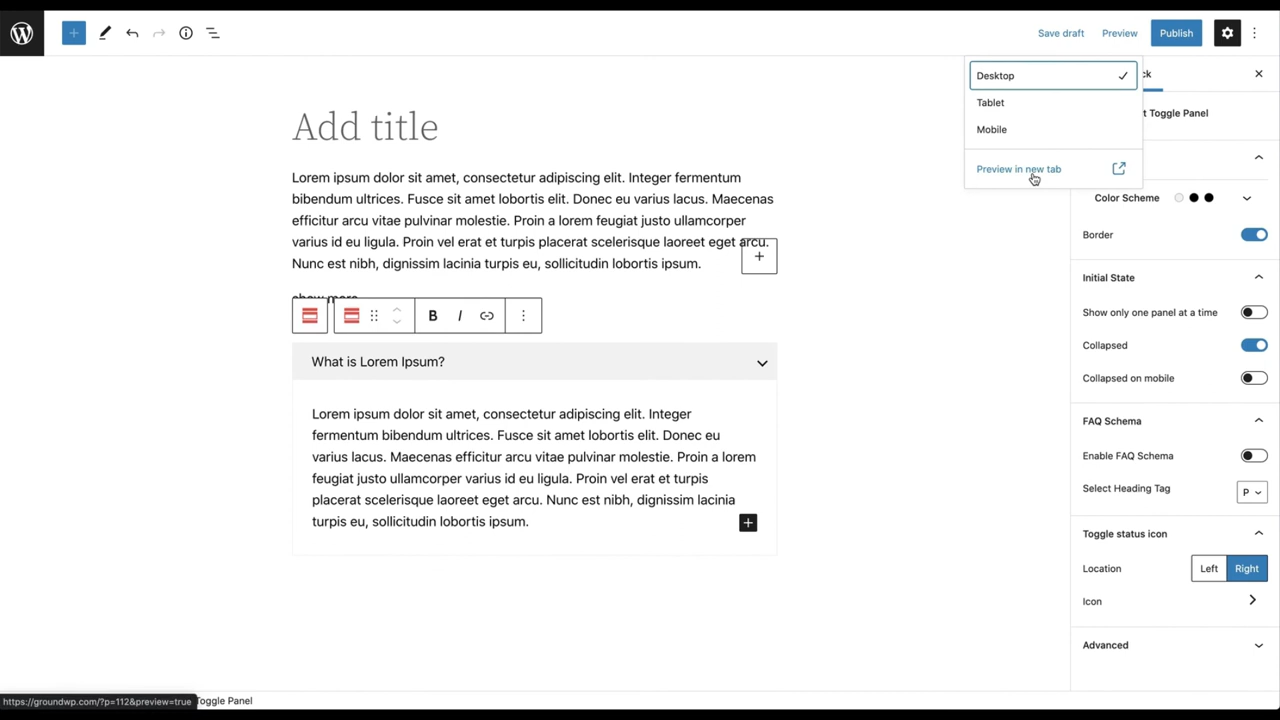 Save draft
Preview
Publish
Desktop
Tablet
Mobile
Preview in new tab
ck
t Toggle Panel
Color Scheme
Border
Initial State
Show only one panel at a time
Collapsed
Collapsed on mobile
FAQ Schema
Enable FAQ Schema
Select Heading Tag
P
Toggle status icon
Location
Left
Right
Icon
Advanced
Add title
Lorem ipsum dolor sit amet, consectetur adipiscing elit. Integer fermentum
bibendum ultrices. Fusce sit amet lobortis elit. Donec eu varius lacus. Maecenas
efficitur arcu vitae pulvinar molestie. Proin a lorem feugiat justo ullamcorper
varius id eu ligula. Proin vel erat et turpis placerat scelerisque laoreet eget arcu.
Nunc est nibh, dignissim lacinia turpis eu, sollicitudin lobortis ipsum.
show more
B I
What is Lorem Ipsum?
Lorem ipsum dolor sit amet, consectetur adipiscing elit. Integer
fermentum bibendum ultrices. Fusce sit amet lobortis elit. Donec eu
varius lacus. Maecenas efficitur arcu vitae pulvinar molestie. Proin a lorem
feugiat justo ullamcorper varius id eu ligula. Proin vel erat et turpis
placerat scelerisque laoreet eget arcu. Nunc est nibh, dignissim lacinia
turpis eu, sollicitudin lobortis ipsum.
https://groundwp.com/?p=112&preview=true
Toggle Panel